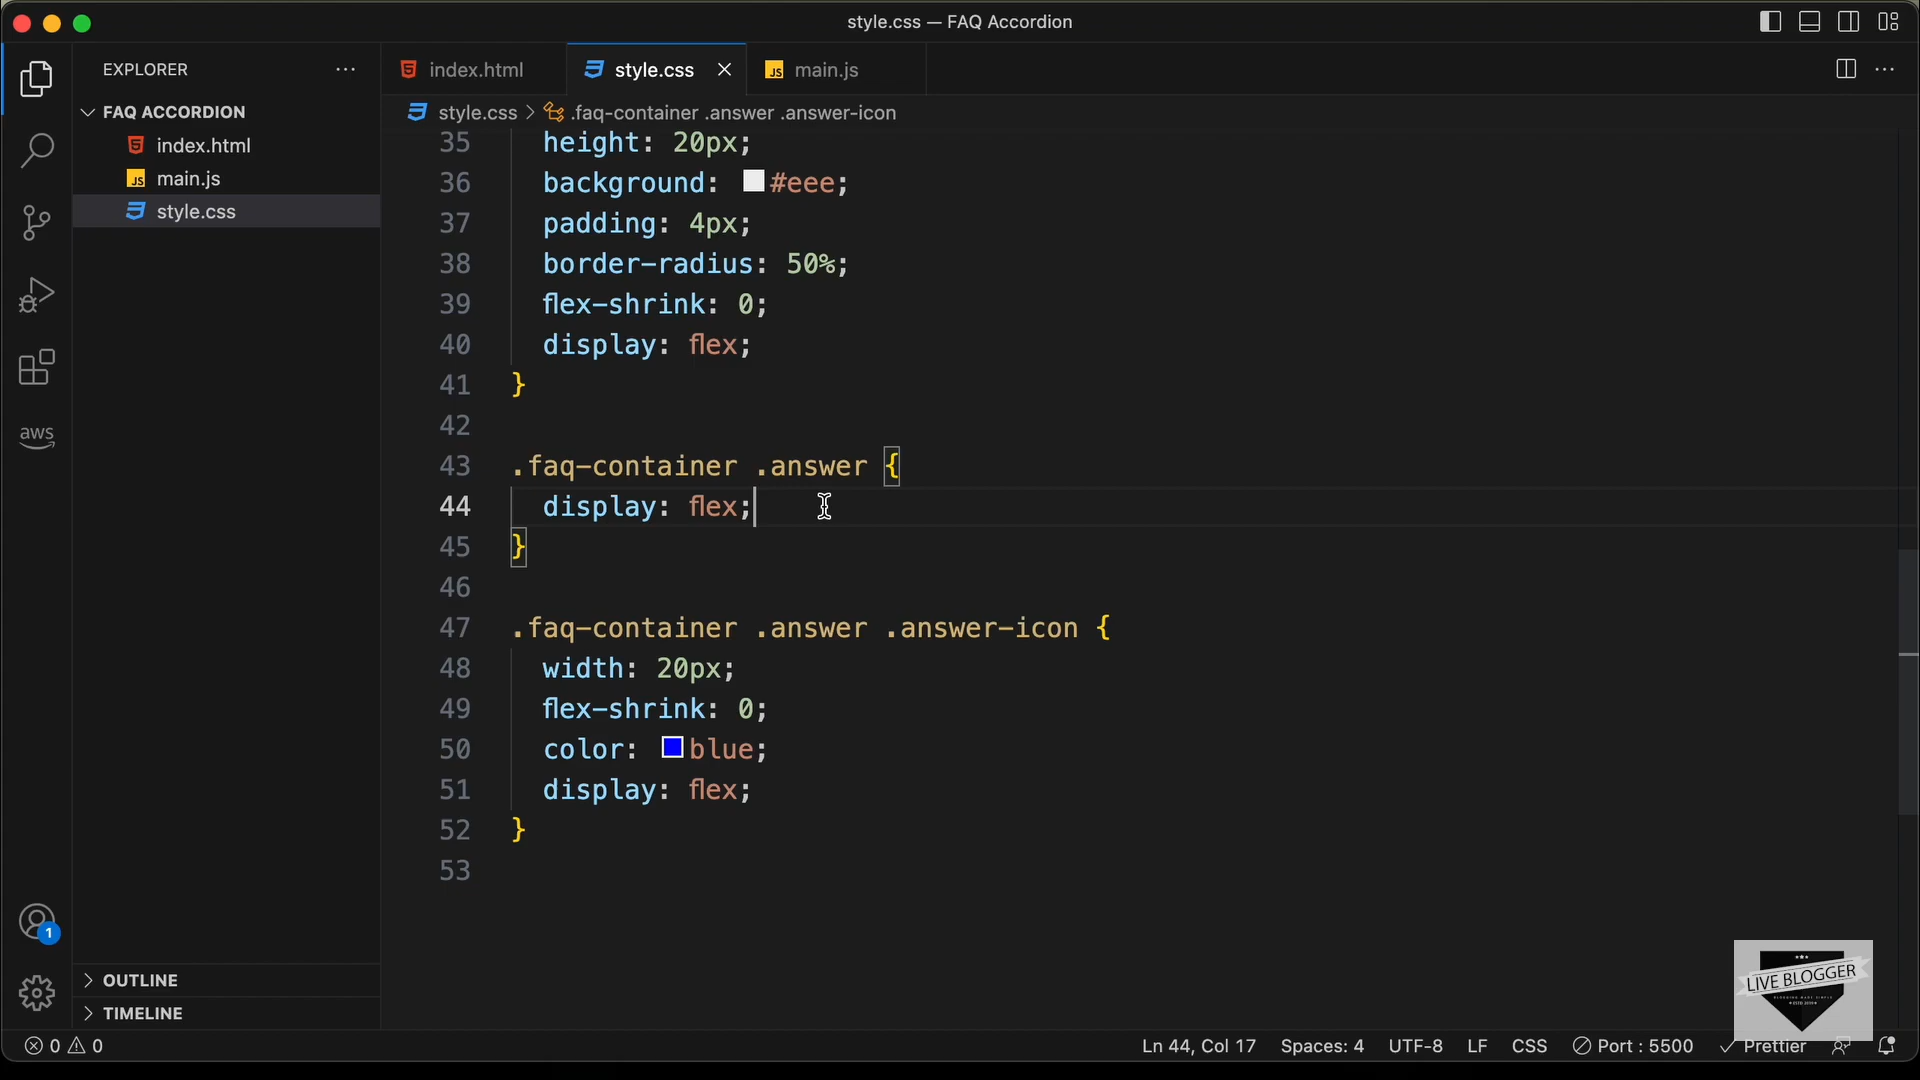 style.css — FAQ Accordion
EXPLORER
FAQ ACCORDION
index.html
JS main.js
style.css
aws
1
OUTLINE
TIMELINE
index.html
style.css
JS main.js
style.css > .faq-container .answer .answer-icon
35 height: 20px;
36 background: #eee;
37 padding: 4px;
38 border-radius: 50%;
39 flex-shrink: 0;
40 display: flex;
41 }
42
43 .faq-container .answer {
44 display: flex;
45 }
46
47 .faq-container .answer .answer-icon {
48 width: 20px;
49 flex-shrink: 0;
50 color: blue;
51 display: flex;
52 }
53
LIVE BLOGGER
0 0
Ln 44, Col 17 Spaces: 4 UTF-8 LF CSS Port : 5500 Prettier